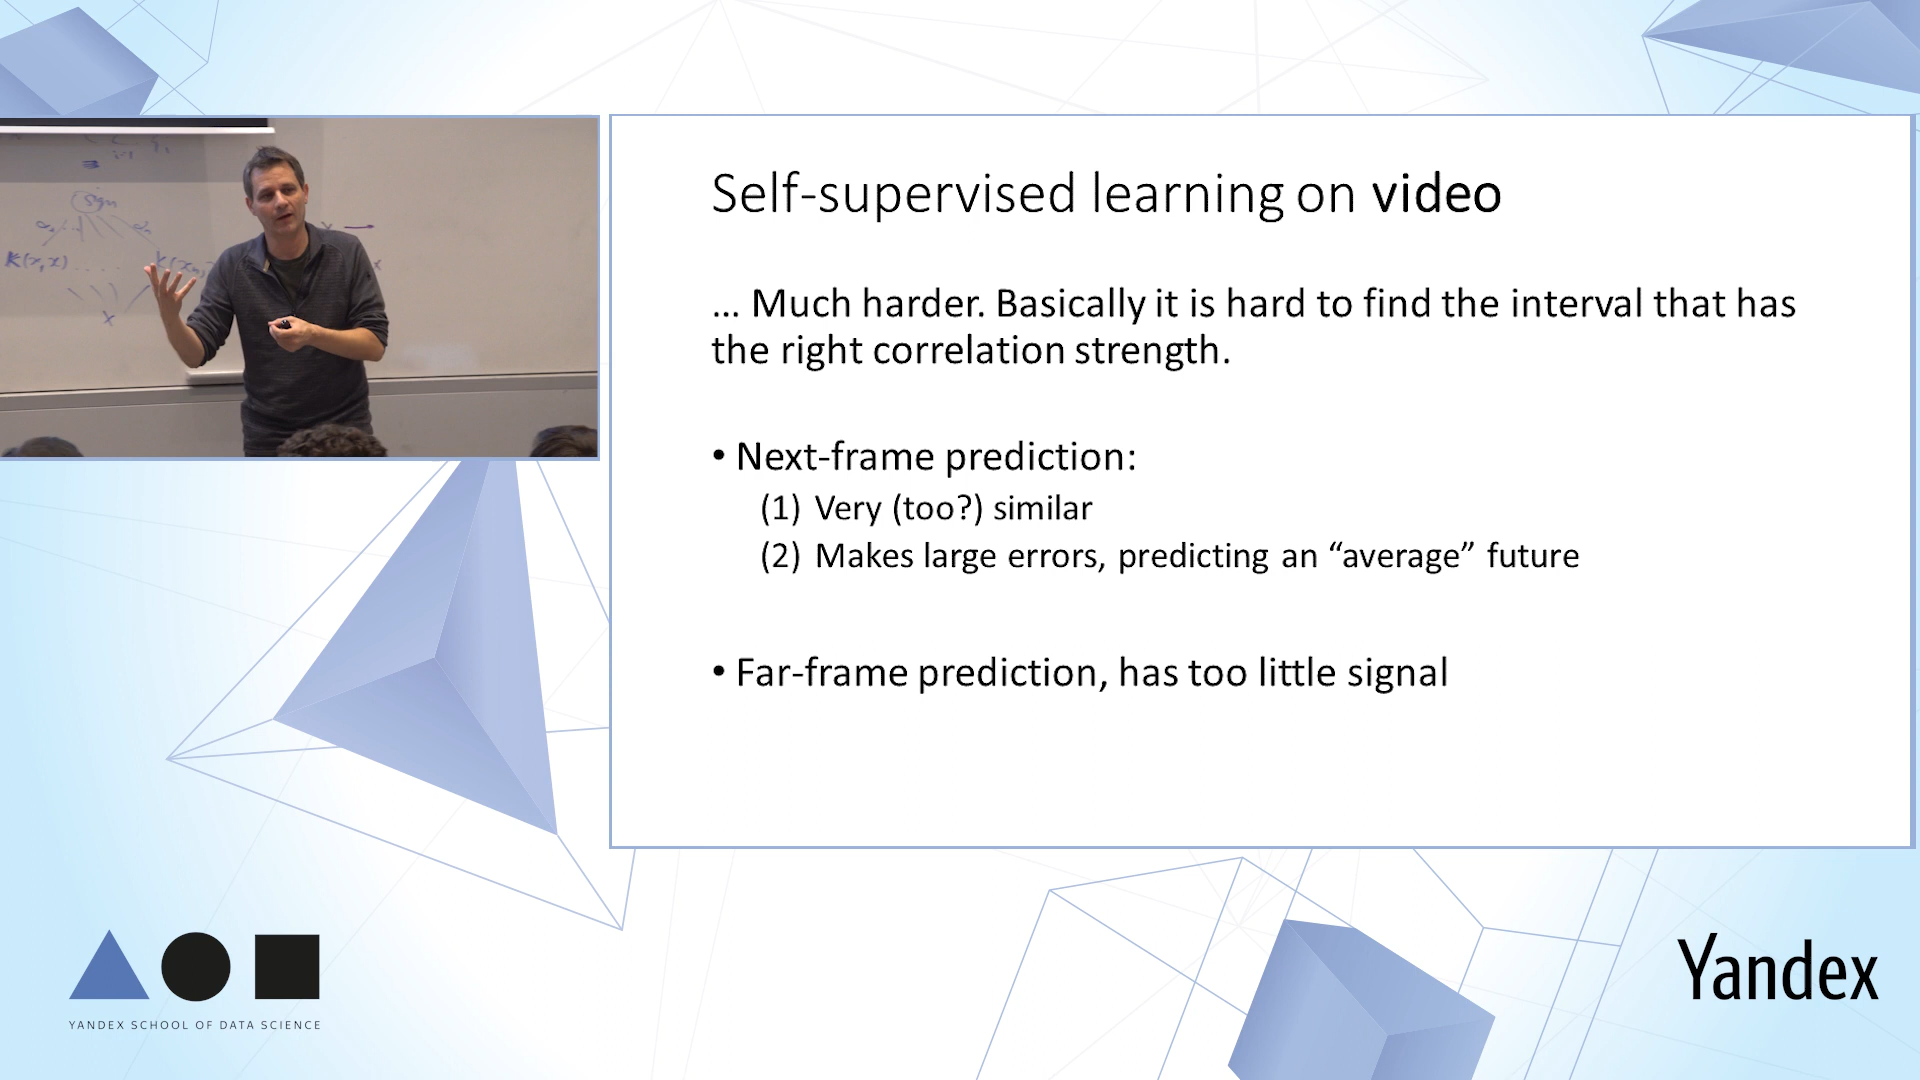 Self-supervised learning on video
... Much harder. Basically it is hard to find the interval that has
the right correlation strength.
• Next-frame prediction:
(1) Very (too?) similar
(2) Makes large errors, predicting an “average” future
• Far-frame prediction, has too little signal
sign
K(x,x) ....
x
YANDEX SCHOOL OF DATA SCIENCE
Yandex